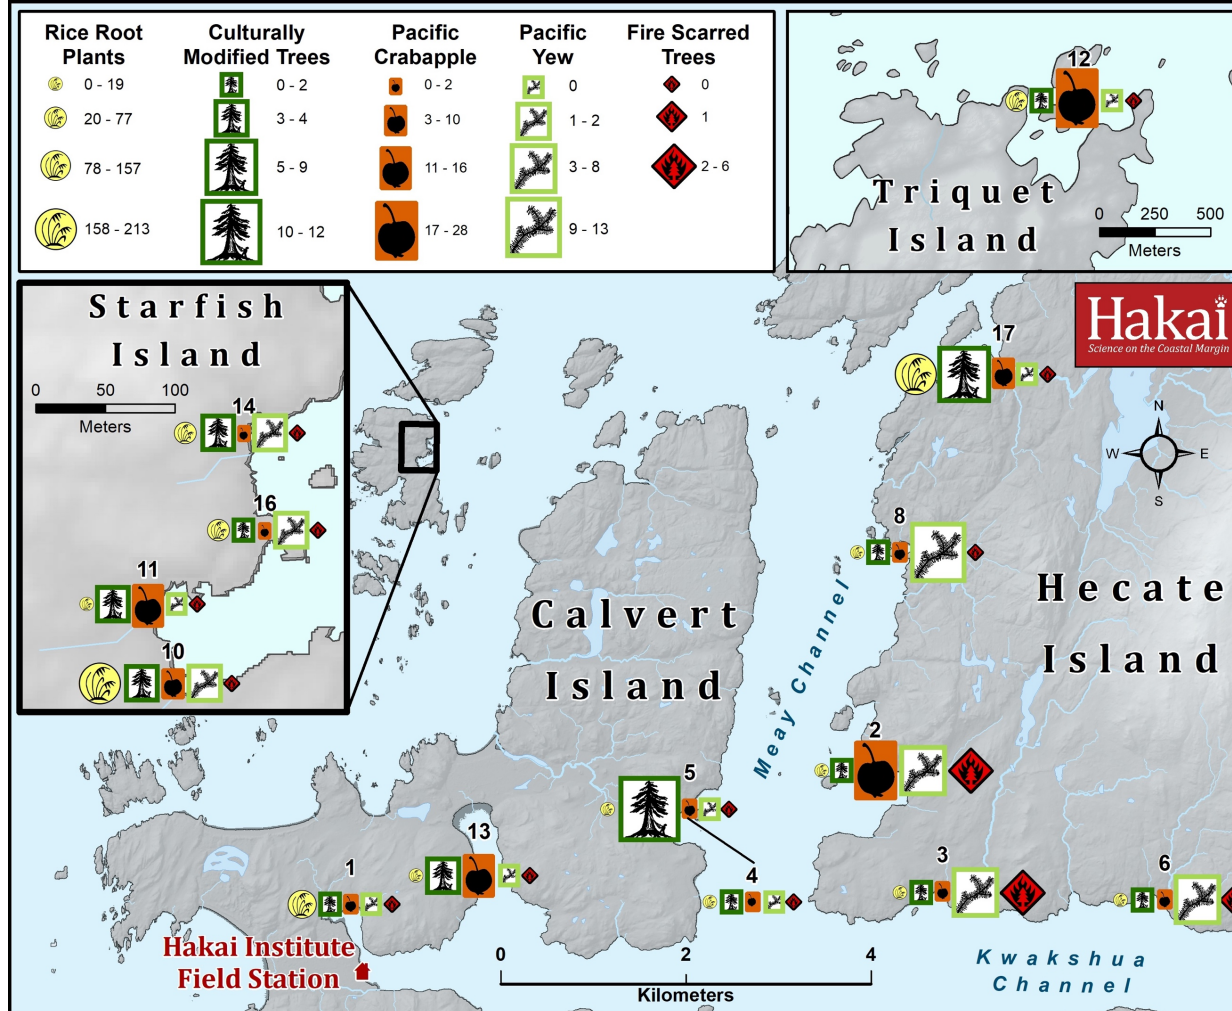 Rice Root
Plants
0 - 19
20 - 77
78 - 157
158 - 213
Culturally
Modified Trees
0 - 2
3 - 4
5 - 9
10 - 12
Pacific
Crabapple
0 - 2
3 - 10
11 - 16
17 - 28
Pacific
Yew
0
1 - 2
3 - 8
9 - 13
Fire Scarred
Trees
0
1
2 - 6
12
Triquet
Island
0 250 500
Meters
Starfish
Island
0 50 100
Meters
14
16
11
10
Hakai
Science on the Coastal Margin
17
N
W E
S
8
Calvert
Island
Meay Channel
Hecate
Island
2
5
13
4
1
3
6
Hakai Institute
Field Station
0 2 4
Kilometers
Kwakshua
Channel